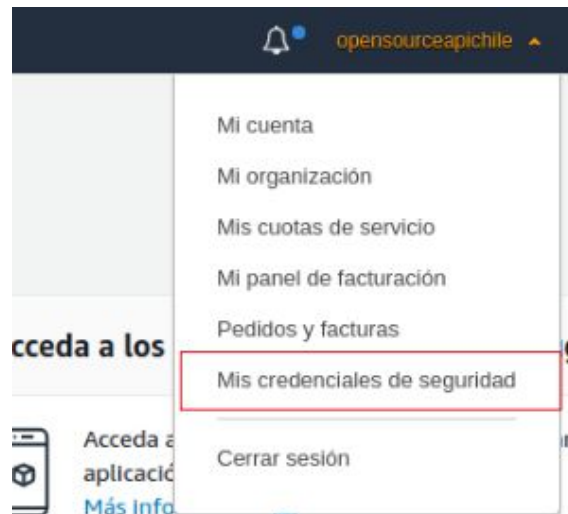 opensourceapichile
Mi cuenta
Mi organización
Mis cuotas de servicio
Mi panel de facturación
Pedidos y facturas
cceda a los
Mis credenciales de seguridad
Acceda a
aplicació
Cerrar sesión
Más info